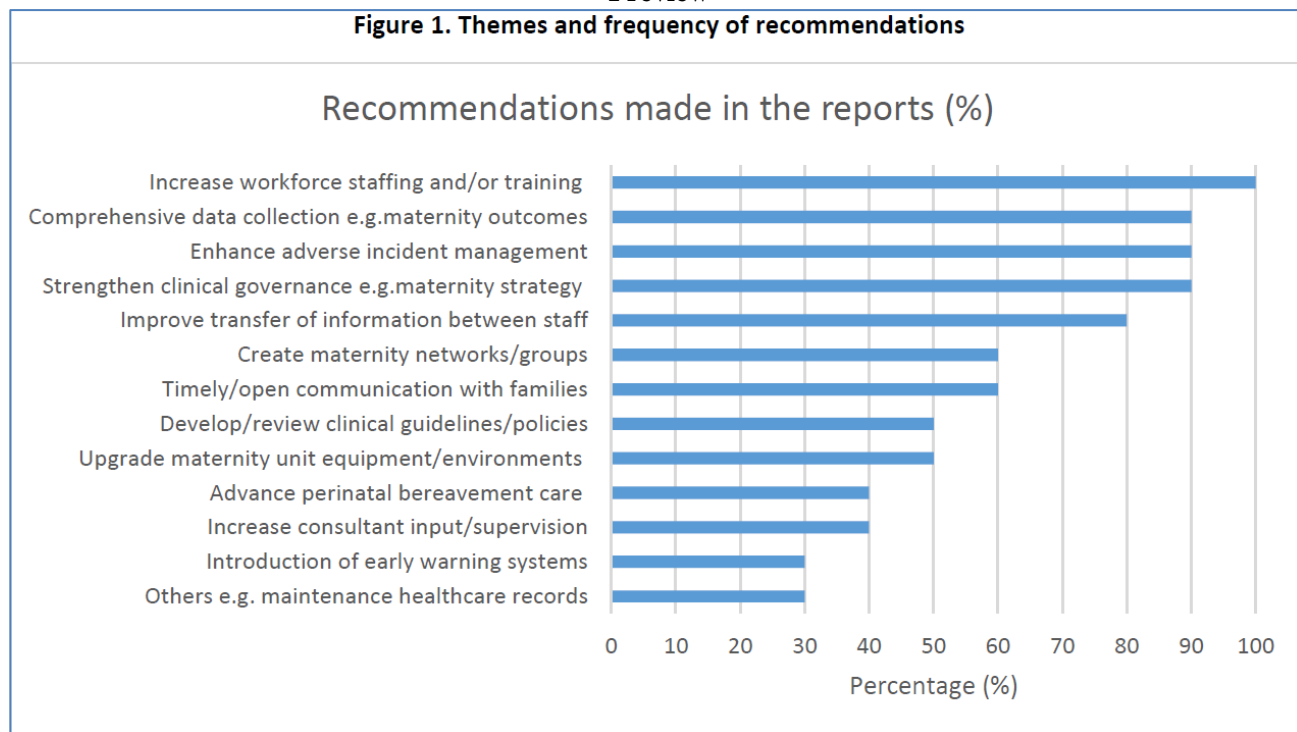 Figure 1. Themes and frequency of recommendations
Recommendations made in the reports (%)
Increase workforce staffing and/or training
Comprehensive data collection e.g.maternity outcomes
Enhance adverse incident management
Strengthen clinical governance e.g.maternity strategy
Improve transfer of information between staff
Create maternity networks/groups
Timely/open communication with families
Develop/review clinical guidelines/policies
Upgrade maternity unit equipment/environments
Advance perinatal bereavement care
Increase consultant input/supervision
Introduction of early warning systems
Others e.g. maintenance healthcare records
0 10 20 30 40 50 60 70 80 90 100
Percentage (%)